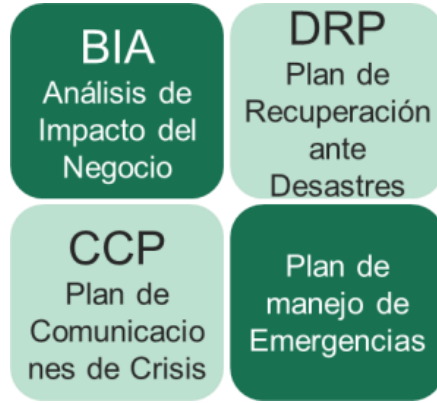 BIA
Análisis de
Impacto del
Negocio
DRP
Plan de
Recuperación
ante
Desastres
CCP
Plan de
Comunicacio
nes de Crisis
Plan de
manejo de
Emergencias